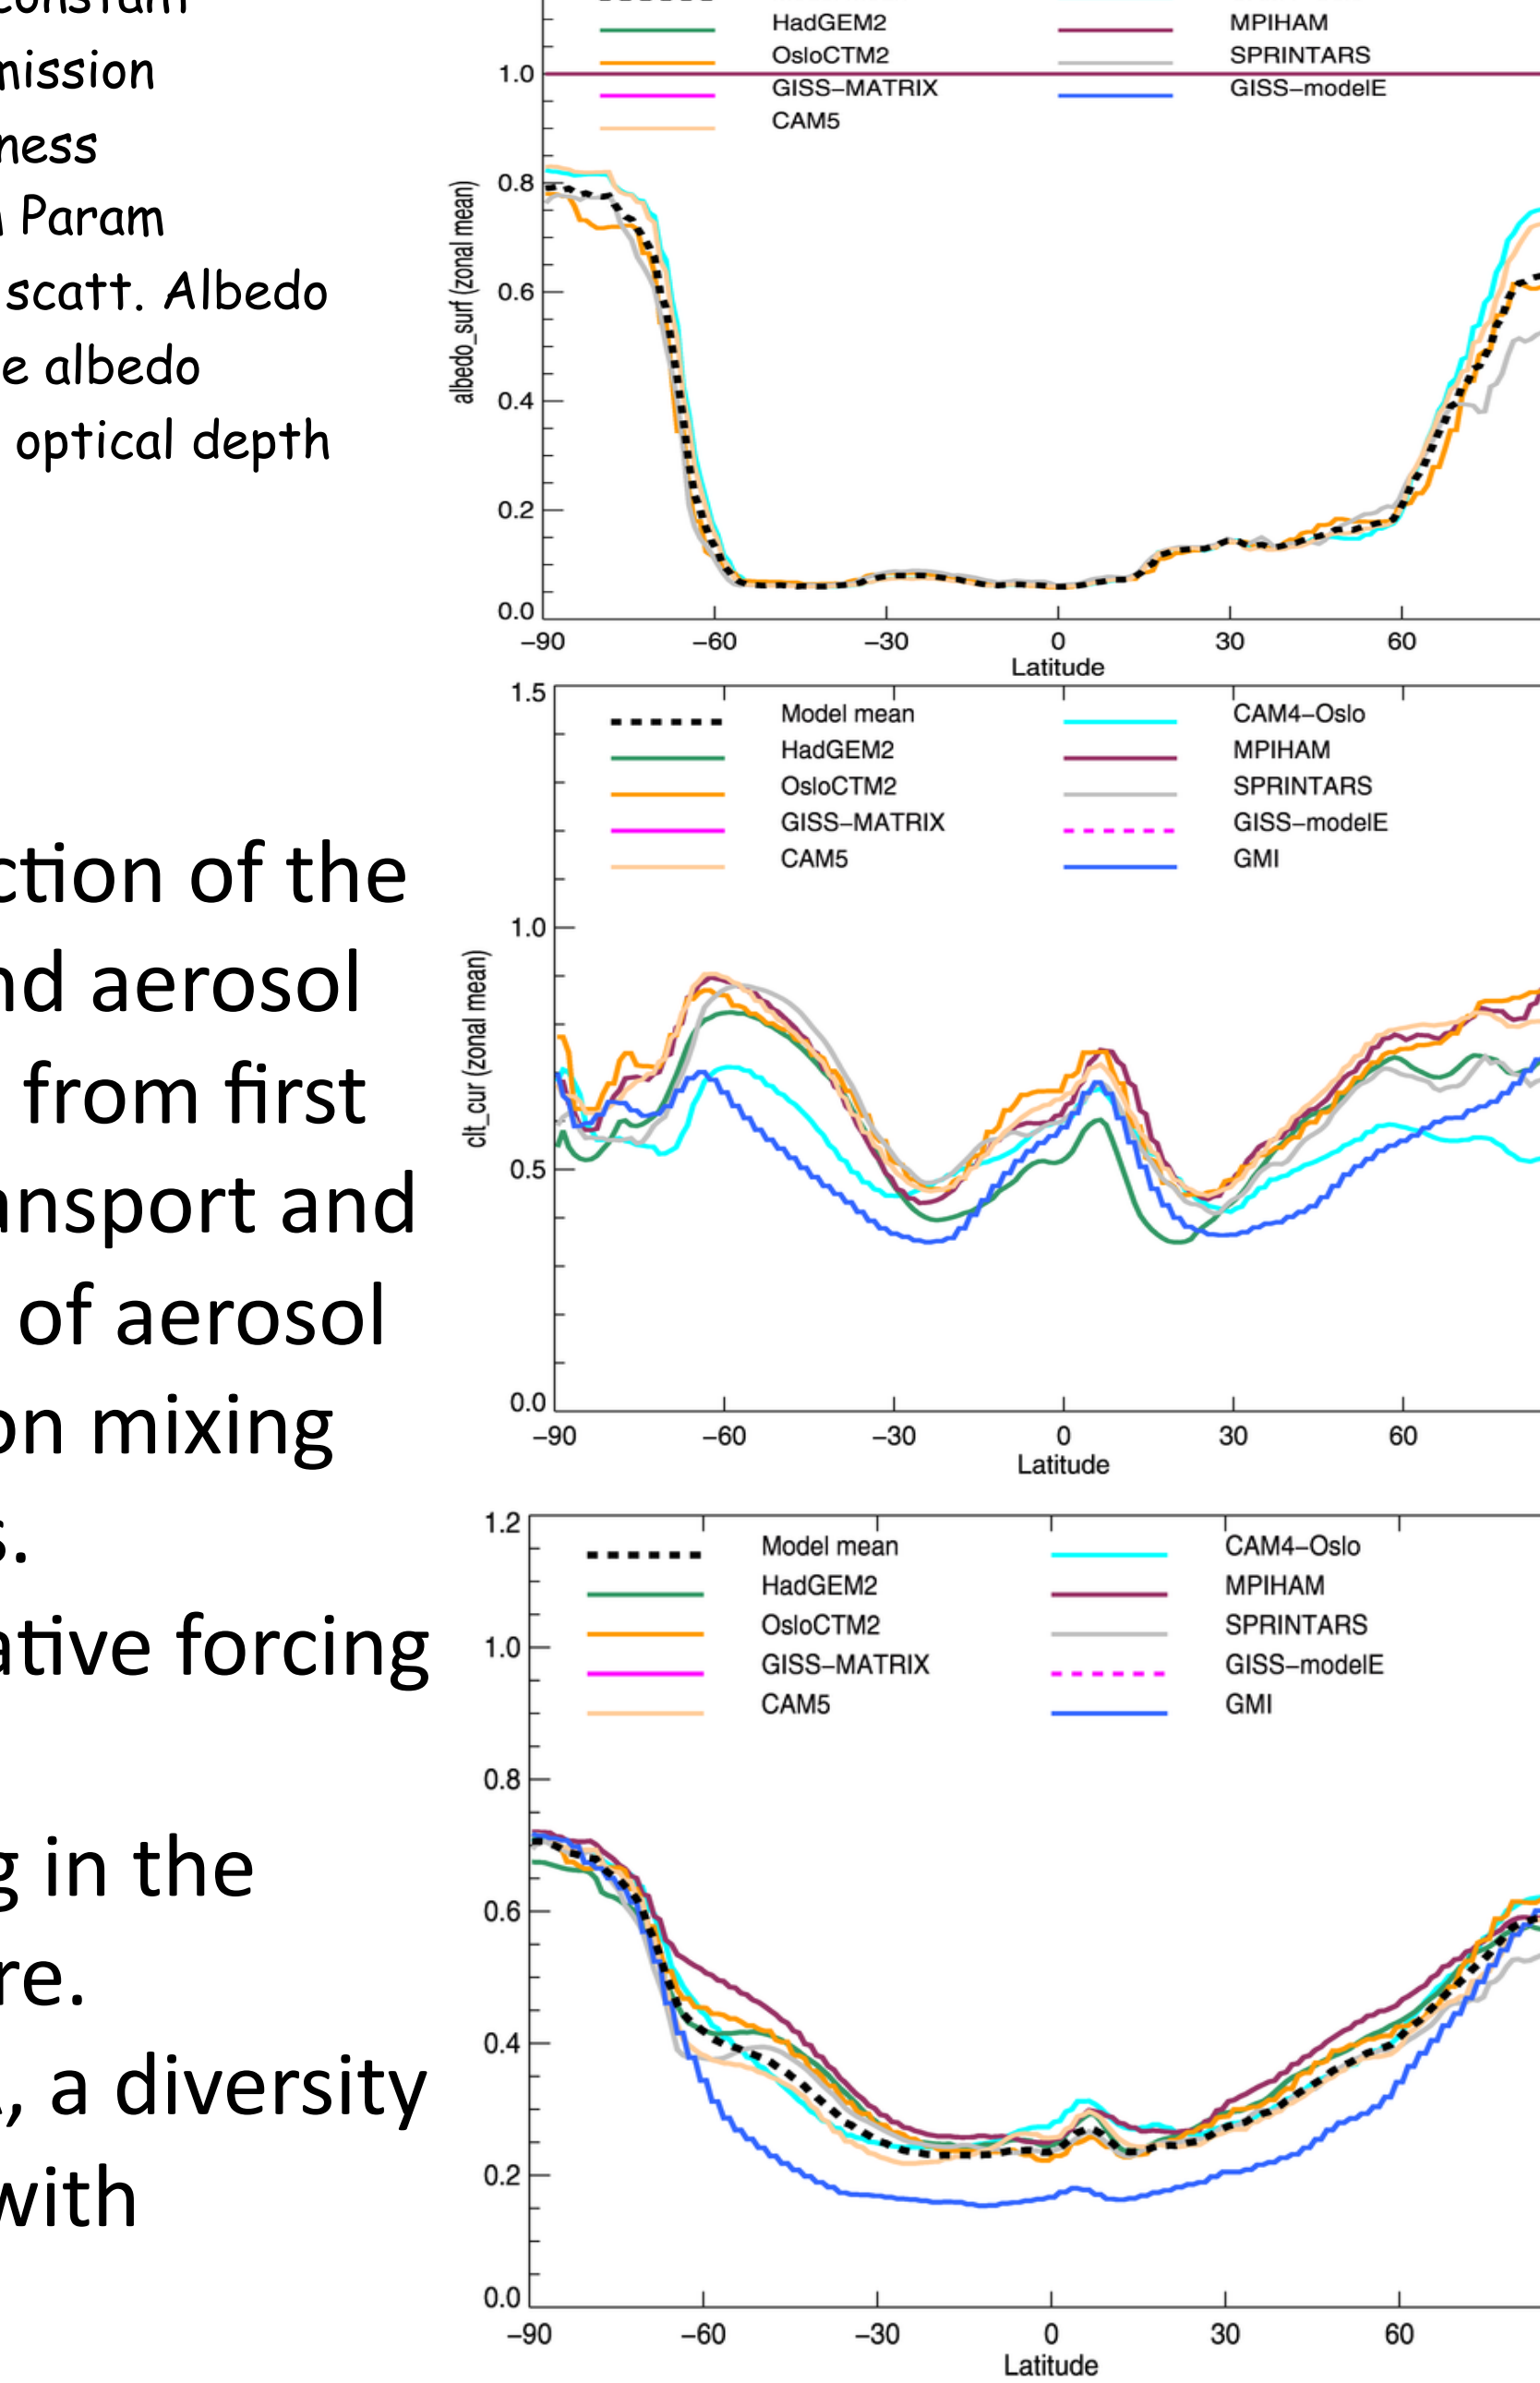 mission
ness
Param
scatt. Albedo
e albedo
optical depth
ction of the
nd aerosol
from first
ansport and
of aerosol
on mixing
s.
ative forcing
g in the
re.
, a diversity
with
HadGEM2 MPIHAM
OsloCTM2 SPRINTARS
GISS−MATRIX GISS−modelE
CAM5
albedo_surf (zonal mean)
1.0
0.8
0.6
0.4
0.2
0.0
−90 −60 −30 0 30 60
Latitude
Model mean CAM4−Oslo
HadGEM2 MPIHAM
OsloCTM2 SPRINTARS
GISS−MATRIX GISS−modelE
CAM5 GMI
clt_cur (zonal mean)
1.5
1.0
0.5
0.0
−90 −60 −30 0 30 60
Latitude
Model mean CAM4−Oslo
HadGEM2 MPIHAM
OsloCTM2 SPRINTARS
GISS−MATRIX GISS−modelE
CAM5 GMI
1.2
1.0
0.8
0.6
0.4
0.2
0.0
−90 −60 −30 0 30 60
Latitude